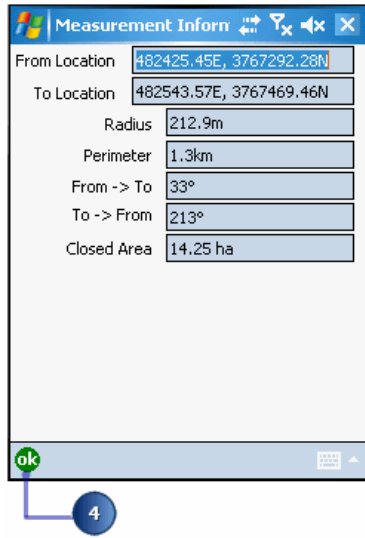 Measurement Inforr
From Location 482425.45E, 3767292.28N
To Location 482543.57E, 3767469.46N
Radius 212.9m
Perimeter 1.3km
From -> To 33°
To -> From 213°
Closed Area 14.25 ha
ok
4